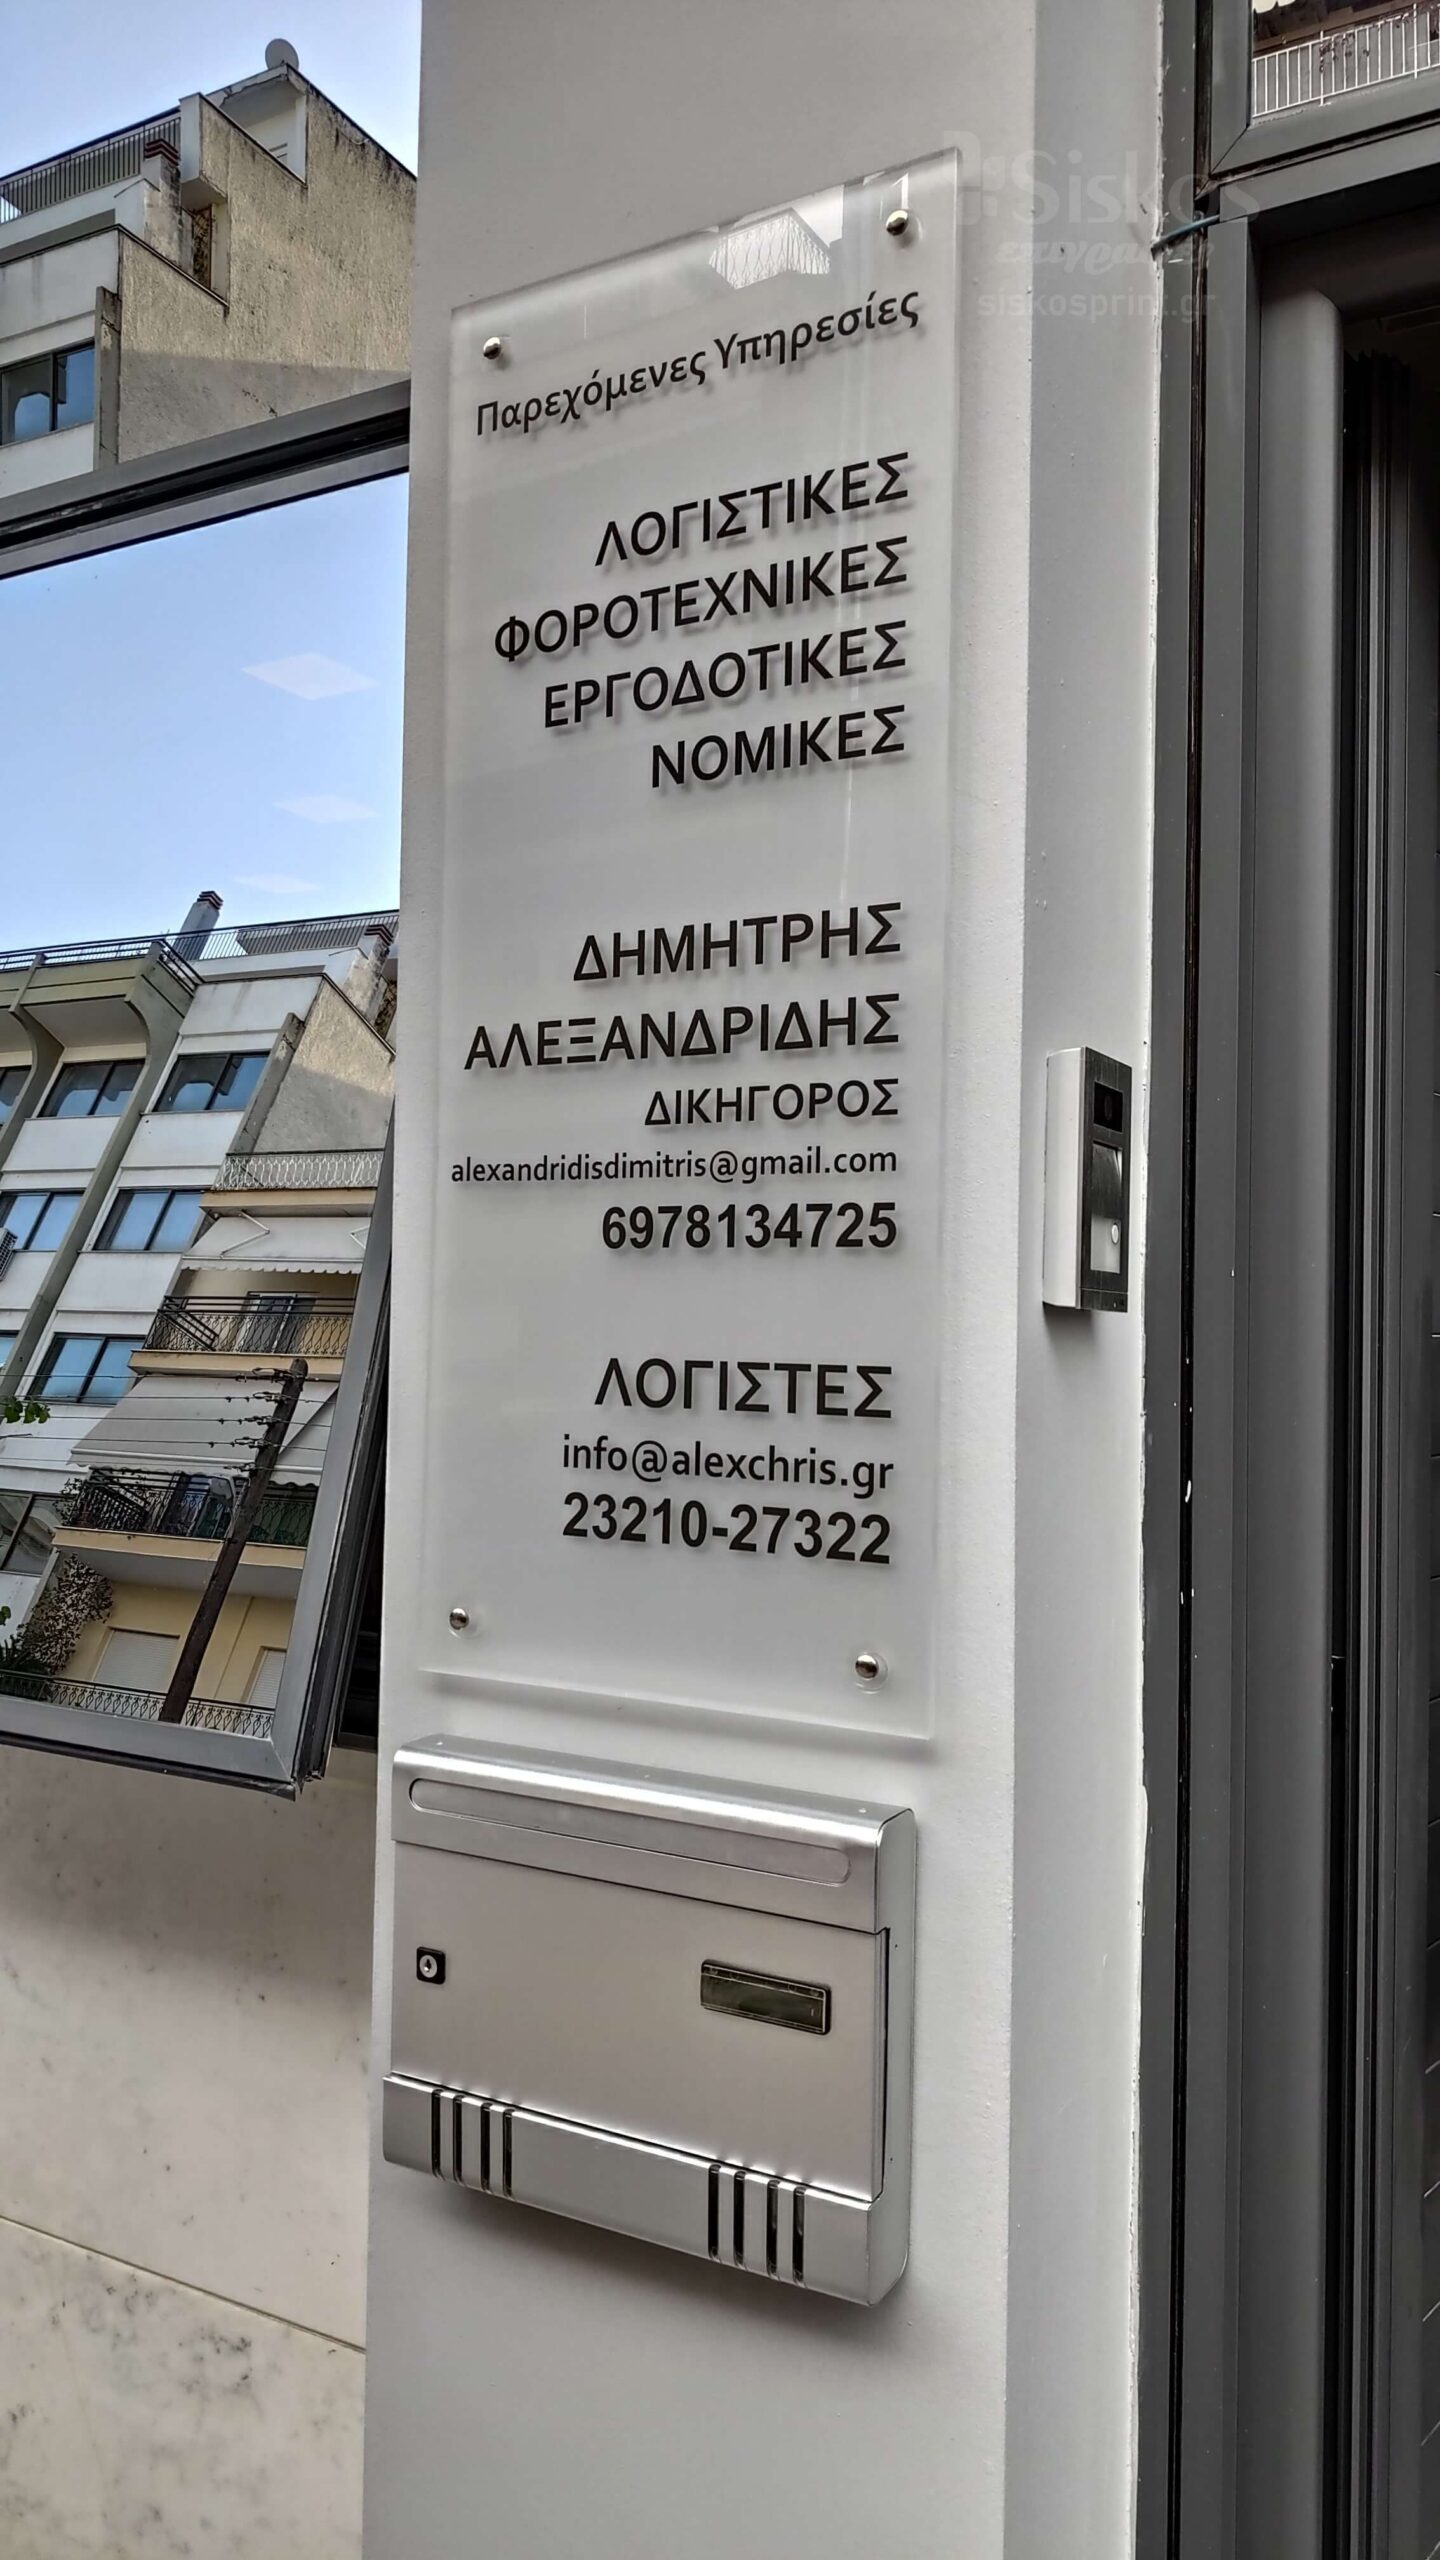 Siskos
επιγραφές
siskosprint.gr
Παρεχόμενες Υπηρεσίες
ΛΟΓΙΣΤΙΚΕΣ
ΦΟΡΟΤΕΧΝΙΚΕΣ
ΕΡΓΟΔΟΤΙΚΕΣ
ΝΟΜΙΚΕΣ
ΔΗΜΗΤΡΗΣ
ΑΛΕΞΑΝΔΡΙΔΗΣ
ΔΙΚΗΓΟΡΟΣ
alexandridisdimitris@gmail.com
6978134725
ΛΟΓΙΣΤΕΣ
info@alexchris.gr
23210-27322